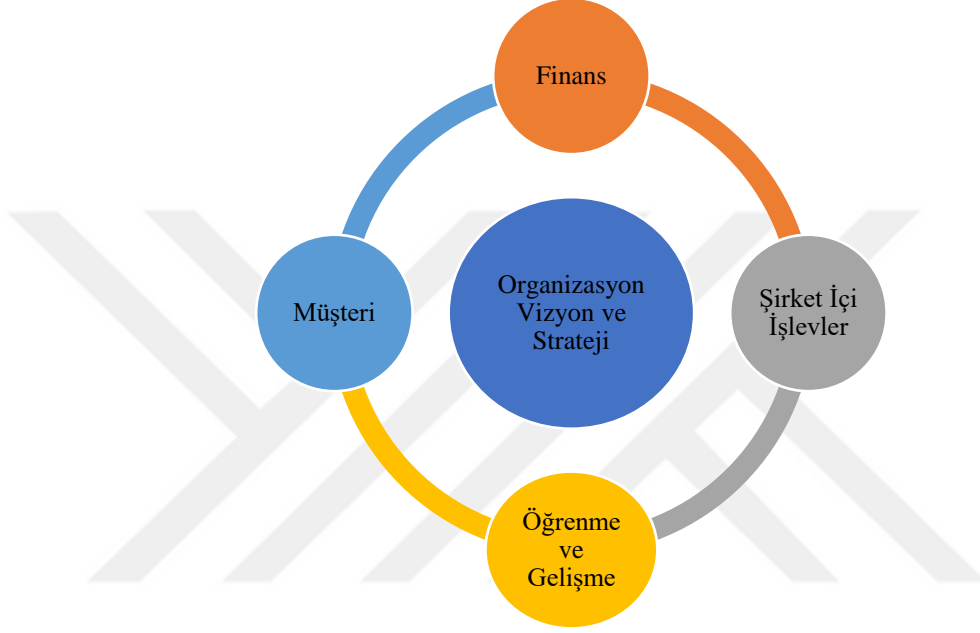 Finans
Müşteri
Organizasyon
Vizyon ve
Strateji
Şirket İçi
İşlevler
Öğrenme
ve
Gelişme